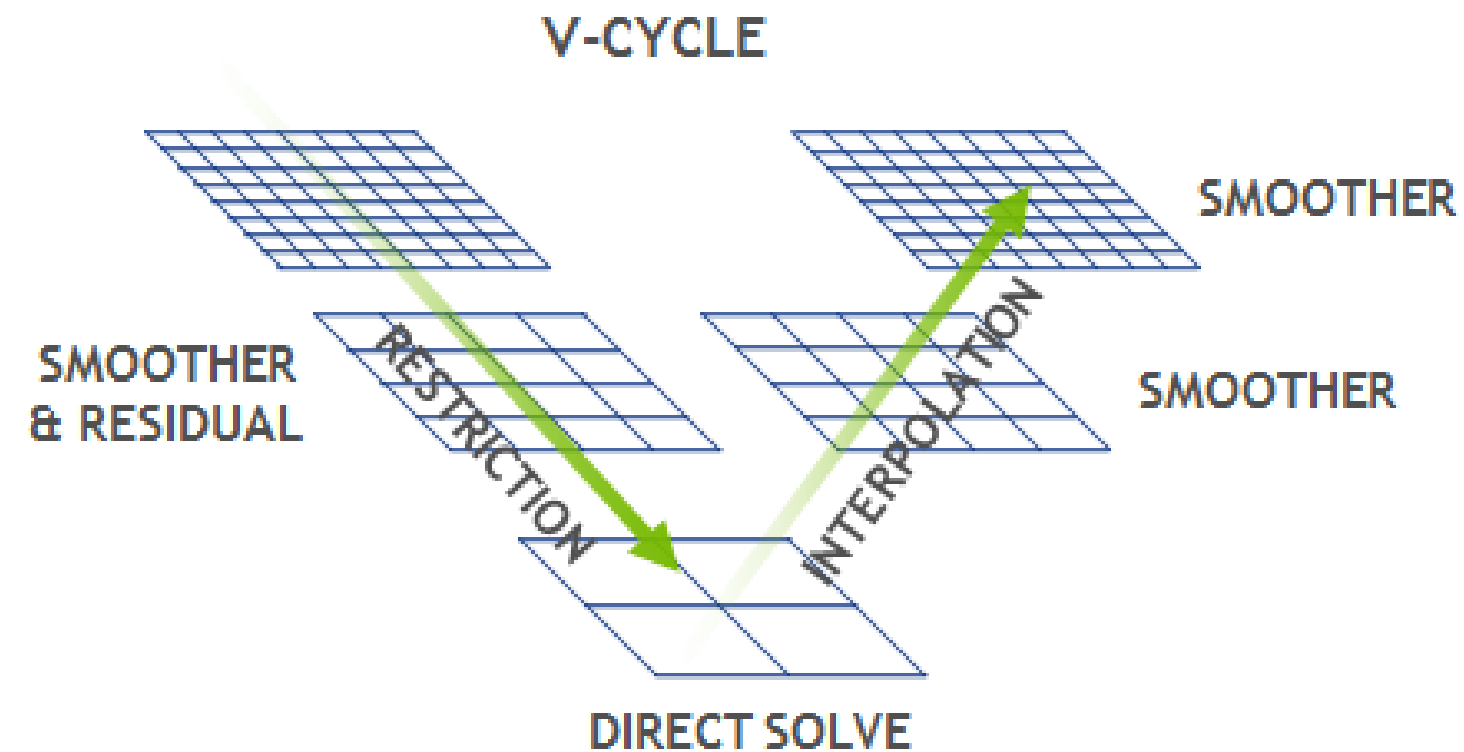 V-CYCLE
SMOOTHER
SMOOTHER
& RESIDUAL
RESTRICTION
INTERPOLATION
SMOOTHER
DIRECT SOLVE